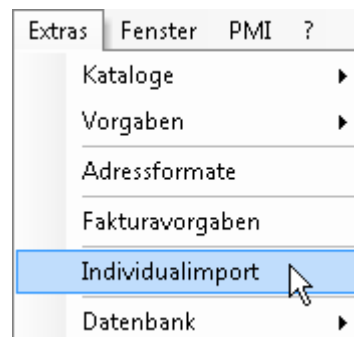 Extras Fenster PMI ?
Kataloge
Vorgaben
Adressformate
Fakturavorgaben
Individualimport
Datenbank